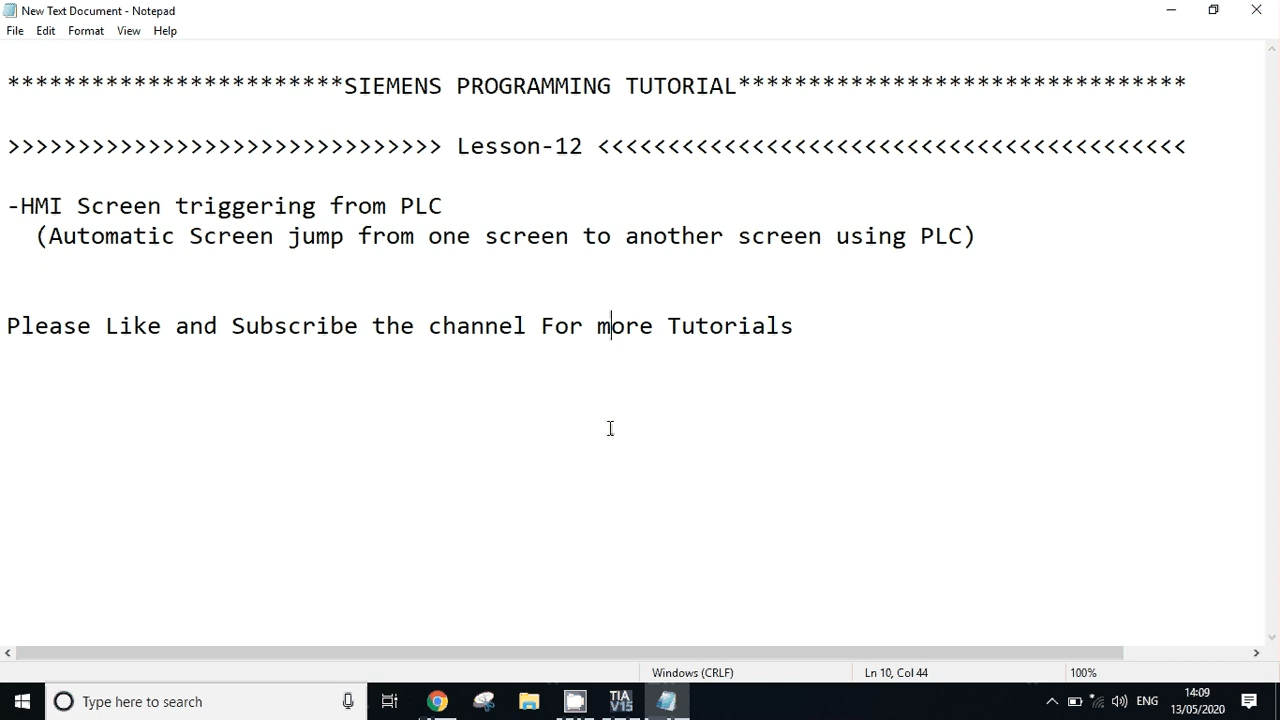 New Text Document - Notepad
File Edit Format View Help
************************SIEMENS PROGRAMMING TUTORIAL********************************
>>>>>>>>>>>>>>>>>>>>>>>>>>>>>>> Lesson-12 <<<<<<<<<<<<<<<<<<<<<<<<<<<<<<<<<<<<<<<<<<
-HMI Screen triggering from PLC
(Automatic Screen jump from one screen to another screen using PLC)
Please Like and Subscribe the channel For more Tutorials
Windows (CRLF) Ln 10, Col 44 100%
Type here to search TIA V15 ENG 14:09
13/05/2020